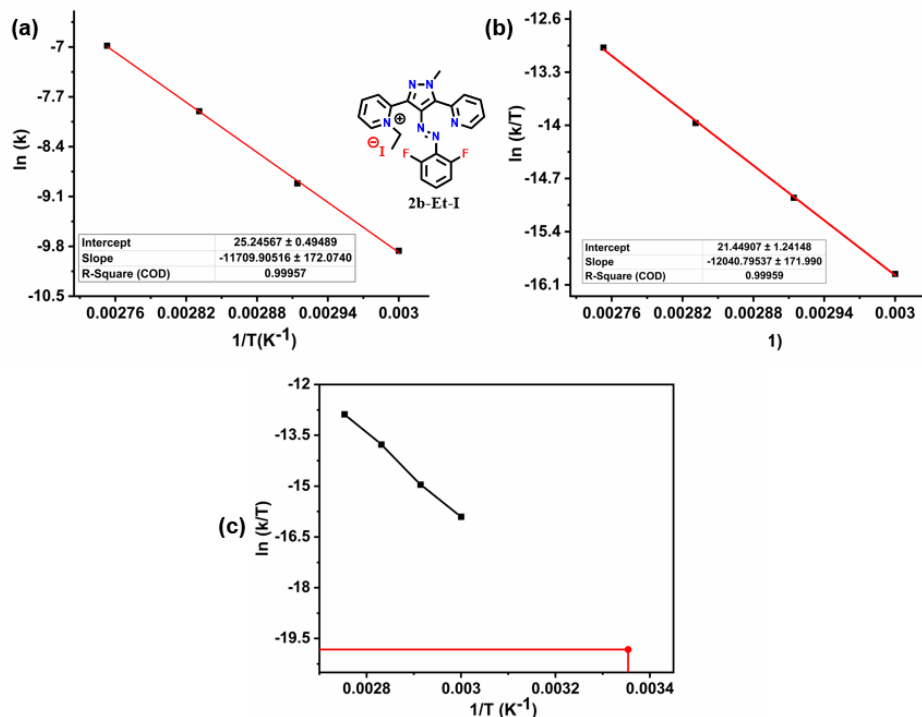 (a)
ln (k)
-7
-7.7
-8.4
-9.1
-9.8
-10.5
Intercept 25.24567 ± 0.49489
Slope -11709.90516 ± 172.0740
R-Square (COD) 0.99957
0.00276 0.00282 0.00288 0.00294 0.003
1/T(K⁻¹)
N N
N
⊕
N
⊖I
N
N
F F
2b-Et-I
(b)
ln (k/T)
-12.6
-13.3
-14
-14.7
-15.4
-16.1
Intercept 21.44907 ± 1.24148
Slope -12040.79537 ± 171.990
R-Square (COD) 0.99959
0.00276 0.00282 0.00288 0.00294 0.003
1)
(c)
ln (k/T)
-12
-13.5
-15
-16.5
-18
-19.5
0.0028 0.003 0.0032 0.0034
1/T (K⁻¹)